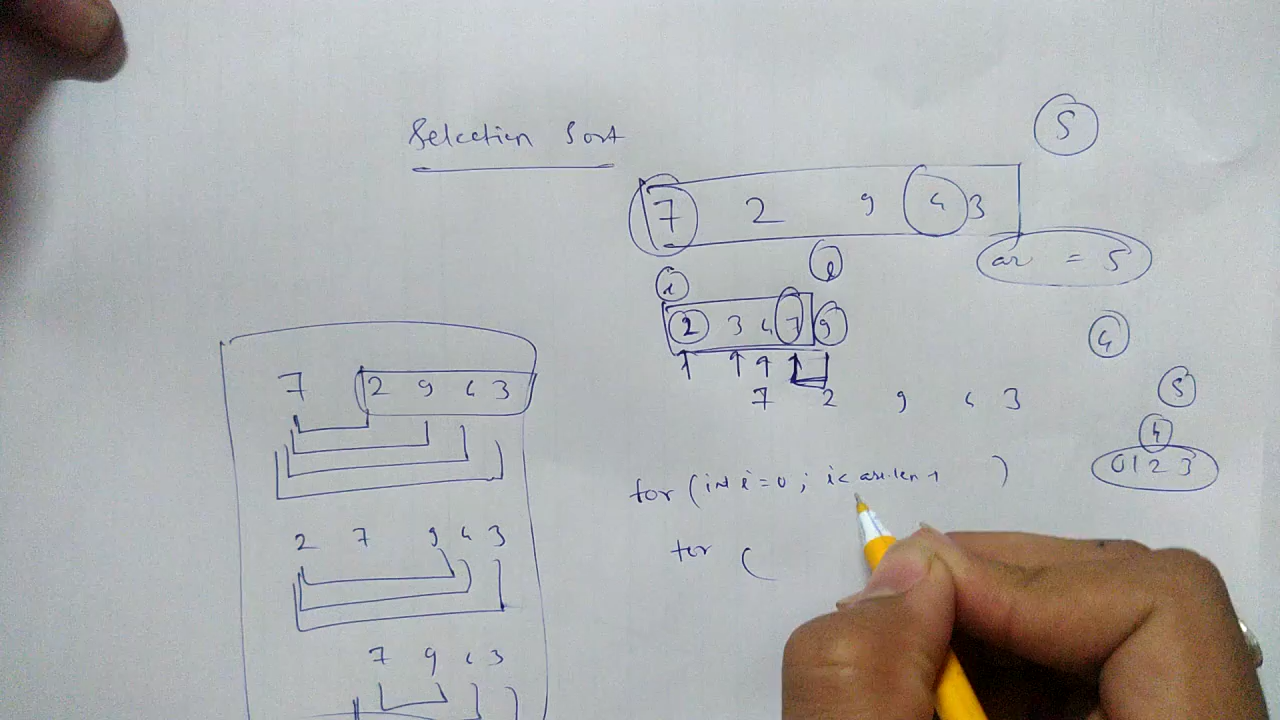 Selection Sort
5
7 2 9 4 3
ar = 5
i
2 3 4 7 9
4
7 2 9 4 3
5
4
0 1 2 3
for (int i = 0 ; i < arr.len - 1 )
for (
7 2 9 4 3
2 7 9 4 3
7 9 4 3